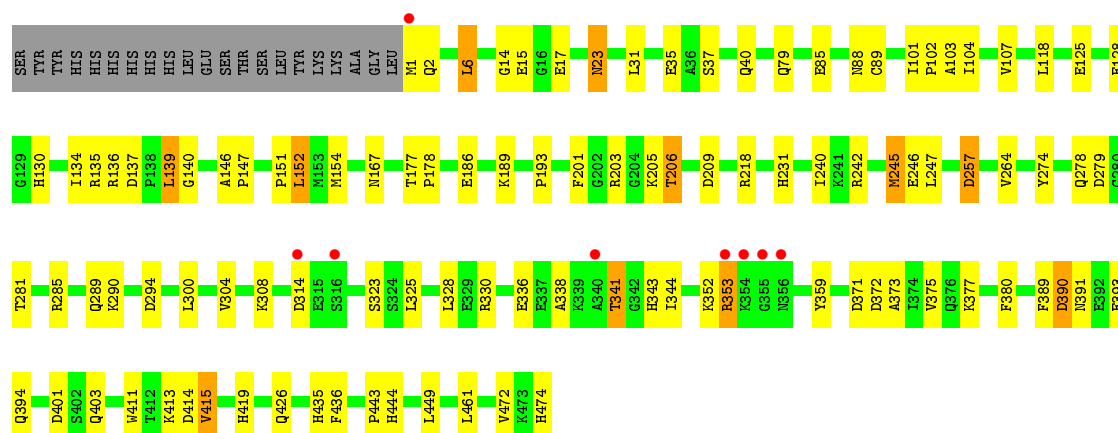 SER TYR TYR HIS HIS HIS HIS ASP HIS HIS LEU GLU SER THR SER LEU TYR LYS LYS ALA GLY LEU M1 Q2 L6 G14 E15 G16 E17 N23 L31 E35 A36 S37 Q40 Q79 E85 N88 C89 I101 P102 A103 I104 V107 L118 E125
G129 H130 I134 R135 R136 D137 P138 L139 G140 A146 P147 P151 L152 M153 M154 N167 T177 P178 E186 K189 P193 F201 G202 R203 G204 K205 T206 D209 R218 H231 I240 K241 R242 M245 E246 L247 D257 V264 Y274 Q278 D279
T281 R285 Q289 K290 D294 L300 V304 K308 D314 E315 S316 S323 S324 L325 L328 E329 R330 E336 E337 A338 K339 A340 T341 G342 H343 I344 K352 R353 K354 G355 N356 Y359 D371 D372 A373 I374 V375 Q376 K377 F380 F389 D390 N391 E392
Q394 D401 S402 Q403 W411 T412 K413 D414 V415 H419 Q426 H435 F436 P443 H444 L449 L461 V472 K473 H474